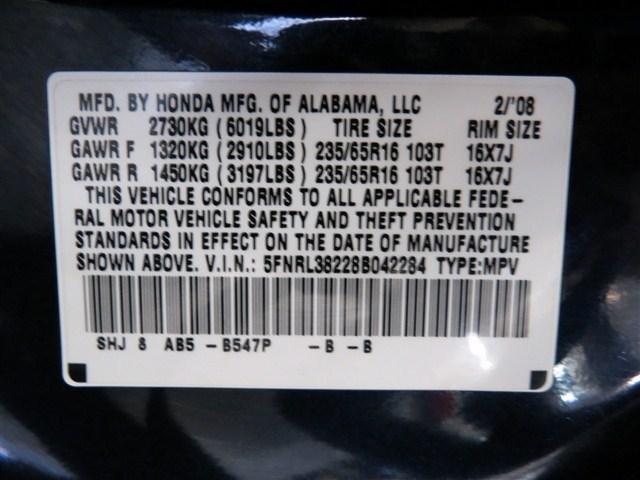 MFD. BY HONDA MFG. OF ALABAMA, LLC 2/'08
GVWR 2730KG (6019LBS) TIRE SIZE RIM SIZE
GAWR F 1320KG (2910LBS) 235/65R16 103T 16X7J
GAWR R 1450KG (3197LBS) 235/65R16 103T 16X7J
THIS VEHICLE CONFORMS TO ALL APPLICABLE FEDE-
RAL MOTOR VEHICLE SAFETY AND THEFT PREVENTION
STANDARDS IN EFFECT ON THE DATE OF MANUFACTURE
SHOWN ABOVE. V.I.N.: 5FNRL38228B042284 TYPE:MPV
SHJ 8 AB5 -B547P -B -B